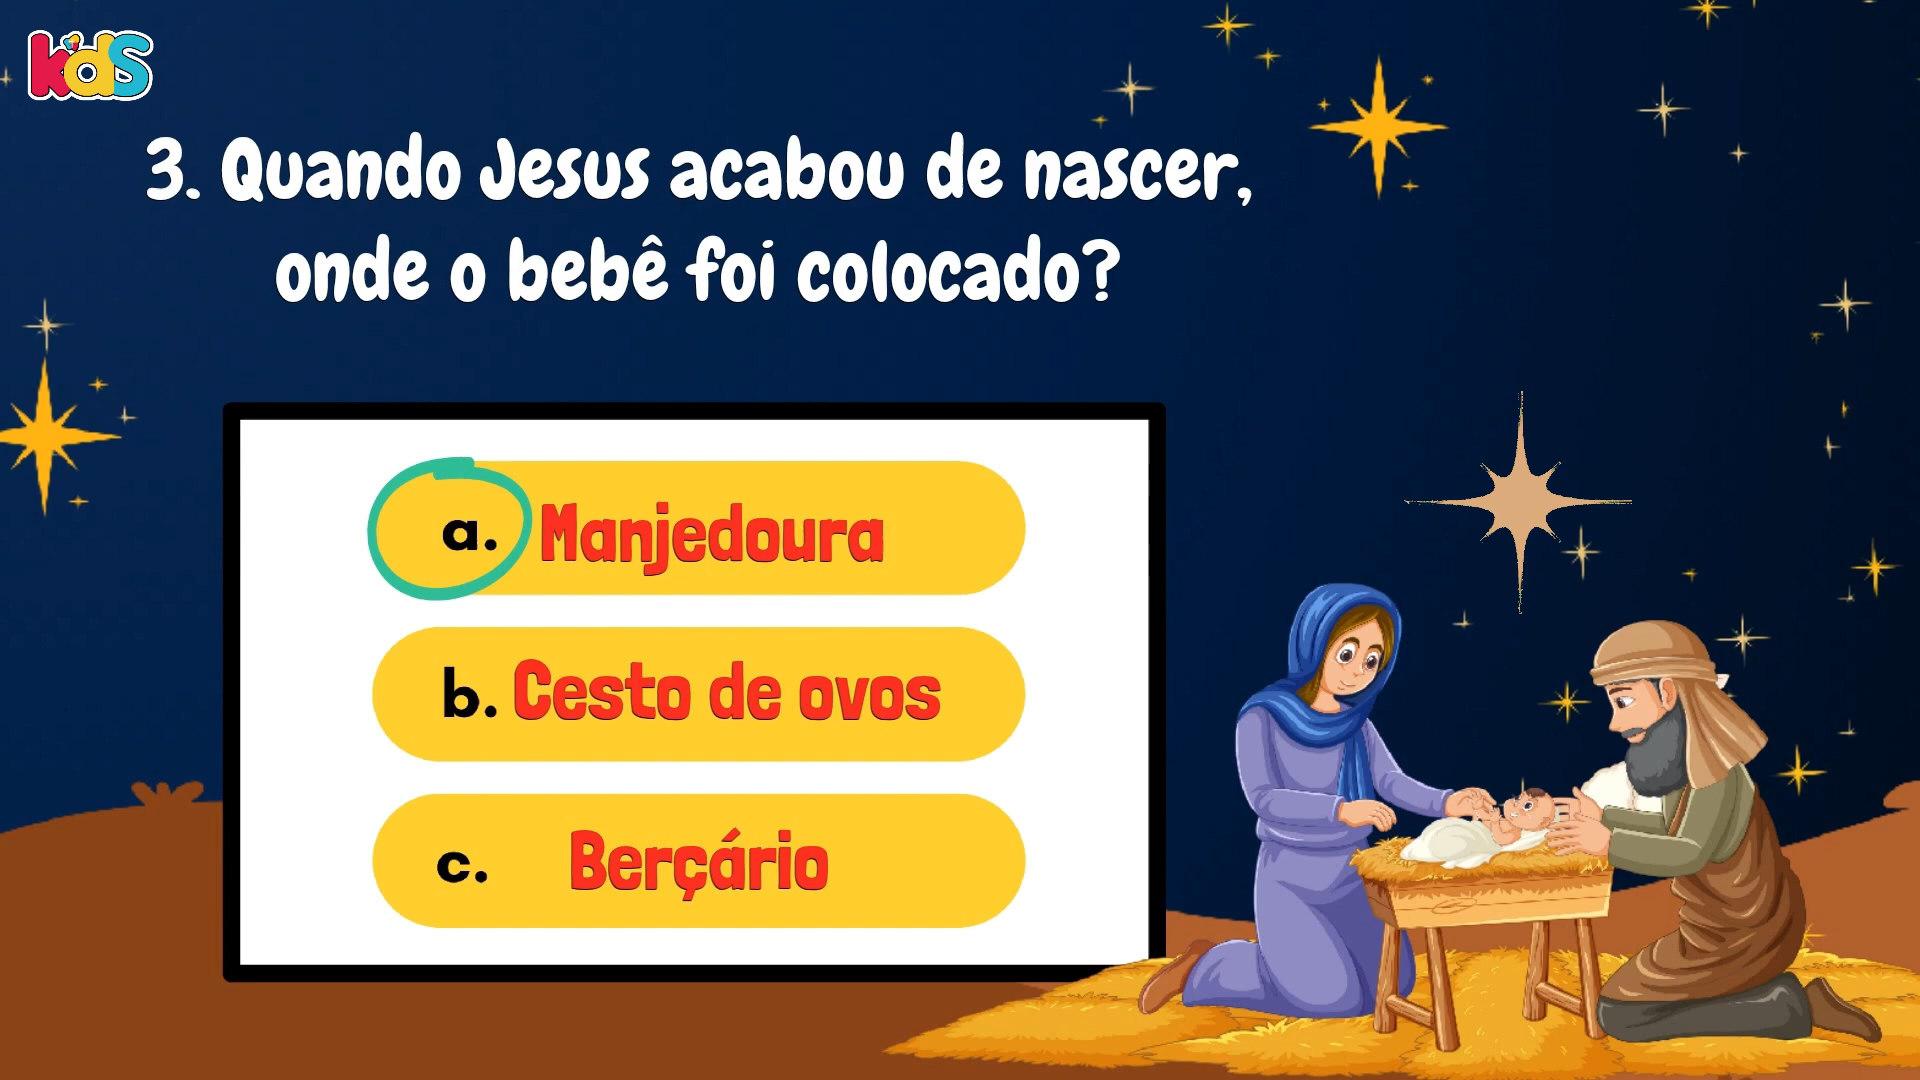 kids
3. Quando Jesus acabou de nascer,
onde o bebê foi colocado?
a. Manjedoura
b. Cesto de ovos
c. Berçário